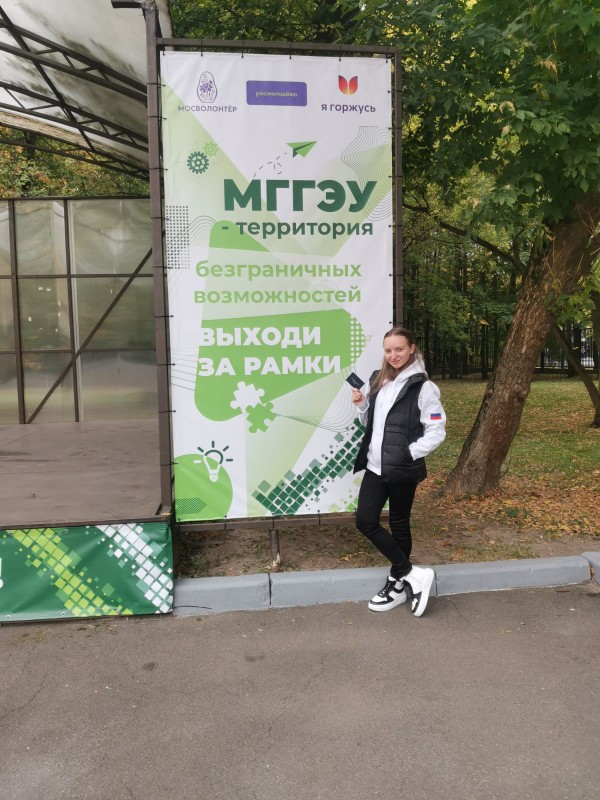 МОСВОЛОНТЁР
росмолодёжь
Я ГОРЖУСЬ
МГГЭУ
- территория
безграничных
возможностей
ВЫХОДИ
ЗА РАМКИ
!